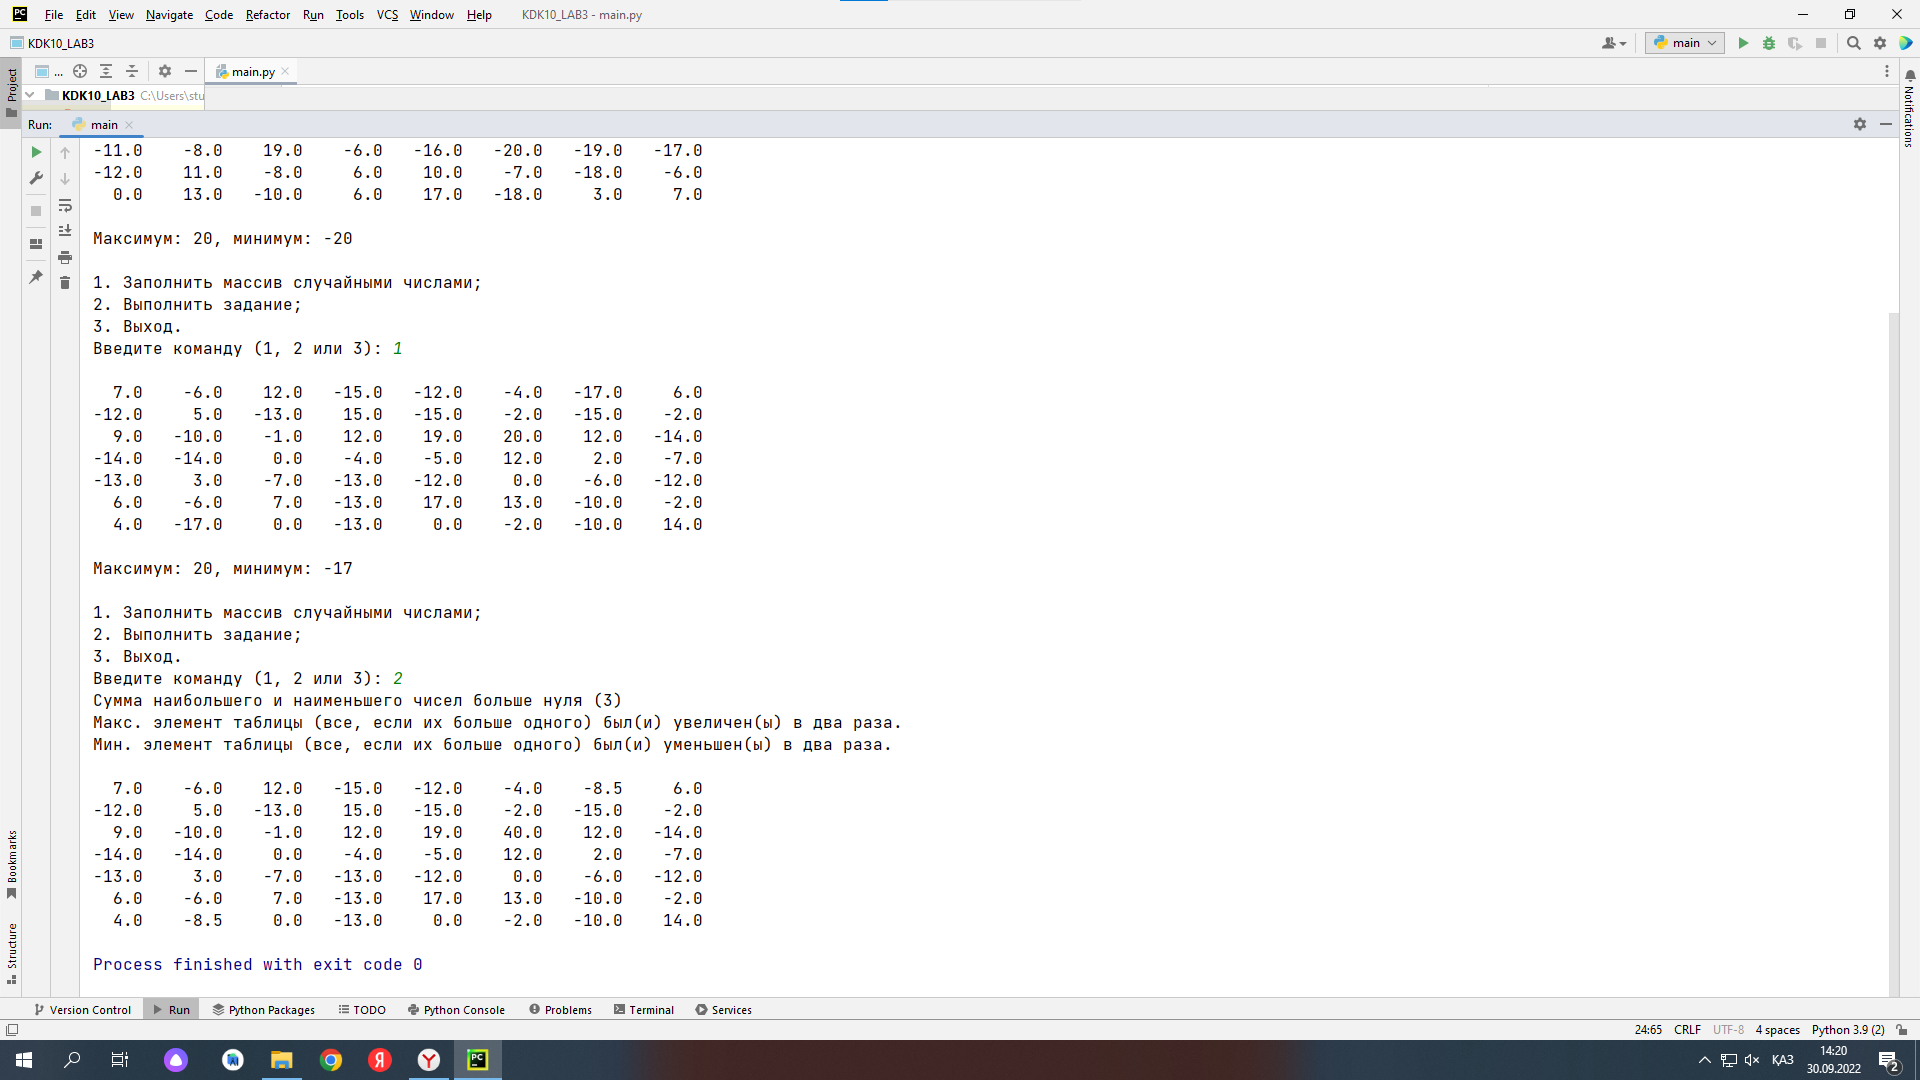 File Edit View Navigate Code Refactor Run Tools VCS Window Help KDK10_LAB3 - main.py
KDK10_LAB3 main
Project ... main.py
KDK10_LAB3 C:\Users\stu
Notifications
Run: main
-11.0 -8.0 19.0 -6.0 -16.0 -20.0 -19.0 -17.0
-12.0 11.0 -8.0 6.0 10.0 -7.0 -18.0 -6.0
0.0 13.0 -10.0 6.0 17.0 -18.0 3.0 7.0
Максимум: 20, минимум: -20
1. Заполнить массив случайными числами;
2. Выполнить задание;
3. Выход.
Введите команду (1, 2 или 3): 1
7.0 -6.0 12.0 -15.0 -12.0 -4.0 -17.0 6.0
-12.0 5.0 -13.0 15.0 -15.0 -2.0 -15.0 -2.0
9.0 -10.0 -1.0 12.0 19.0 20.0 12.0 -14.0
-14.0 -14.0 0.0 -4.0 -5.0 12.0 2.0 -7.0
-13.0 3.0 -7.0 -13.0 -12.0 0.0 -6.0 -12.0
6.0 -6.0 7.0 -13.0 17.0 13.0 -10.0 -2.0
4.0 -17.0 0.0 -13.0 0.0 -2.0 -10.0 14.0
Максимум: 20, минимум: -17
1. Заполнить массив случайными числами;
2. Выполнить задание;
3. Выход.
Введите команду (1, 2 или 3): 2
Сумма наибольшего и наименьшего чисел больше нуля (3)
Макс. элемент таблицы (все, если их больше одного) был(и) увеличен(ы) в два раза.
Мин. элемент таблицы (все, если их больше одного) был(и) уменьшен(ы) в два раза.
7.0 -6.0 12.0 -15.0 -12.0 -4.0 -8.5 6.0
-12.0 5.0 -13.0 15.0 -15.0 -2.0 -15.0 -2.0
9.0 -10.0 -1.0 12.0 19.0 40.0 12.0 -14.0
-14.0 -14.0 0.0 -4.0 -5.0 12.0 2.0 -7.0
-13.0 3.0 -7.0 -13.0 -12.0 0.0 -6.0 -12.0
6.0 -6.0 7.0 -13.0 17.0 13.0 -10.0 -2.0
4.0 -8.5 0.0 -13.0 0.0 -2.0 -10.0 14.0
Process finished with exit code 0
Bookmarks
Structure
Version Control Run Python Packages TODO Python Console Problems Terminal Services
24:65 CRLF UTF-8 4 spaces Python 3.9 (2)
ҚАЗ 14:20
30.09.2022 2